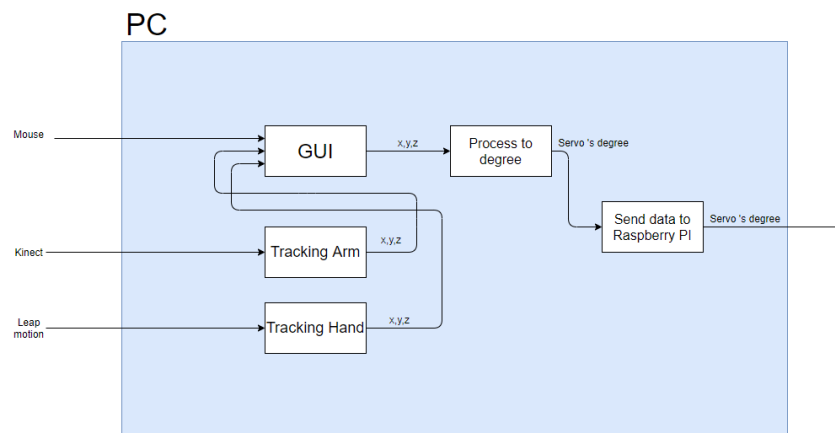 PC
Mouse
GUI
x,y,z
Process to
degree
Servo 's degree
Send data to
Raspberry PI
Servo 's degree
Kinect
Tracking Arm
x,y,z
Leap
motion
Tracking Hand
x,y,z